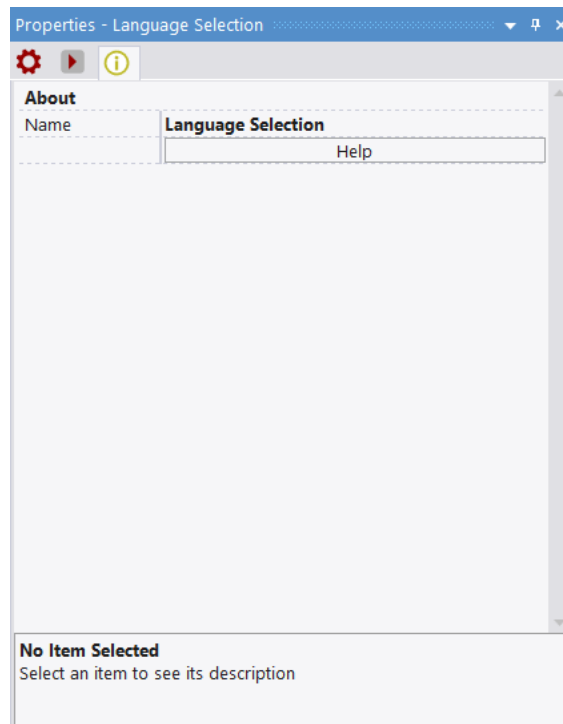 Properties - Language Selection
About
Name Language Selection
Help
No Item Selected
Select an item to see its description